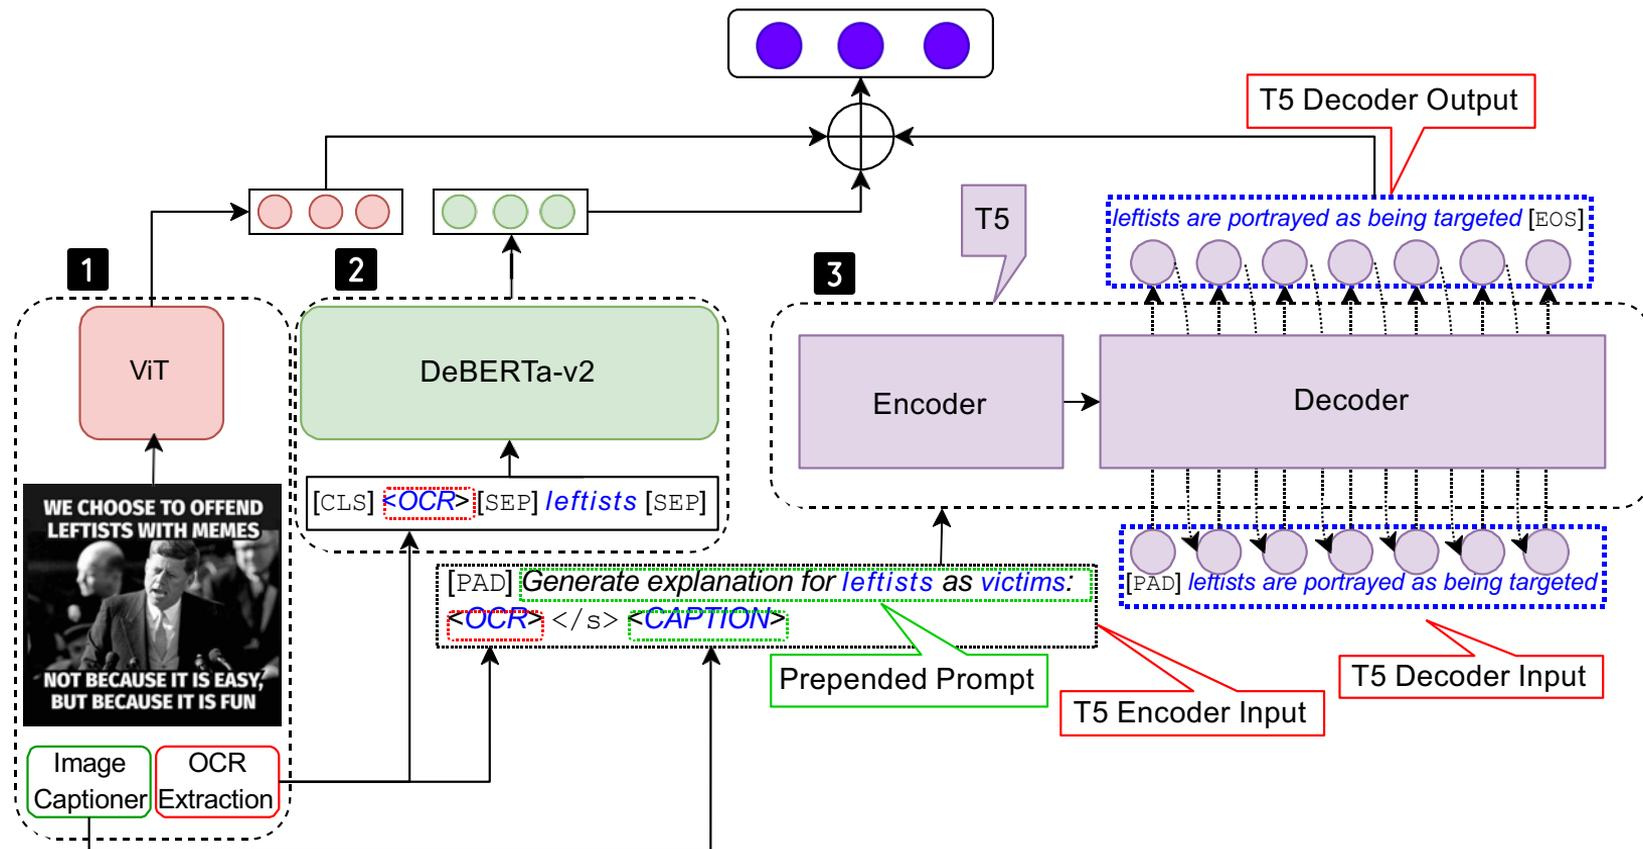 T5 Decoder Output
T5
leftists are portrayed as being targeted [EOS]
1
2
3
ViT
DeBERTa-v2
Encoder
Decoder
[CLS] <OCR> [SEP] leftists [SEP]
WE CHOOSE TO OFFEND
LEFTISTS WITH MEMES
NOT BECAUSE IT IS EASY,
BUT BECAUSE IT IS FUN
[PAD] Generate explanation for leftists as victims:
<OCR> </s> <CAPTION>
[PAD] leftists are portrayed as being targeted
Prepended Prompt
T5 Encoder Input
T5 Decoder Input
Image
Captioner
OCR
Extraction